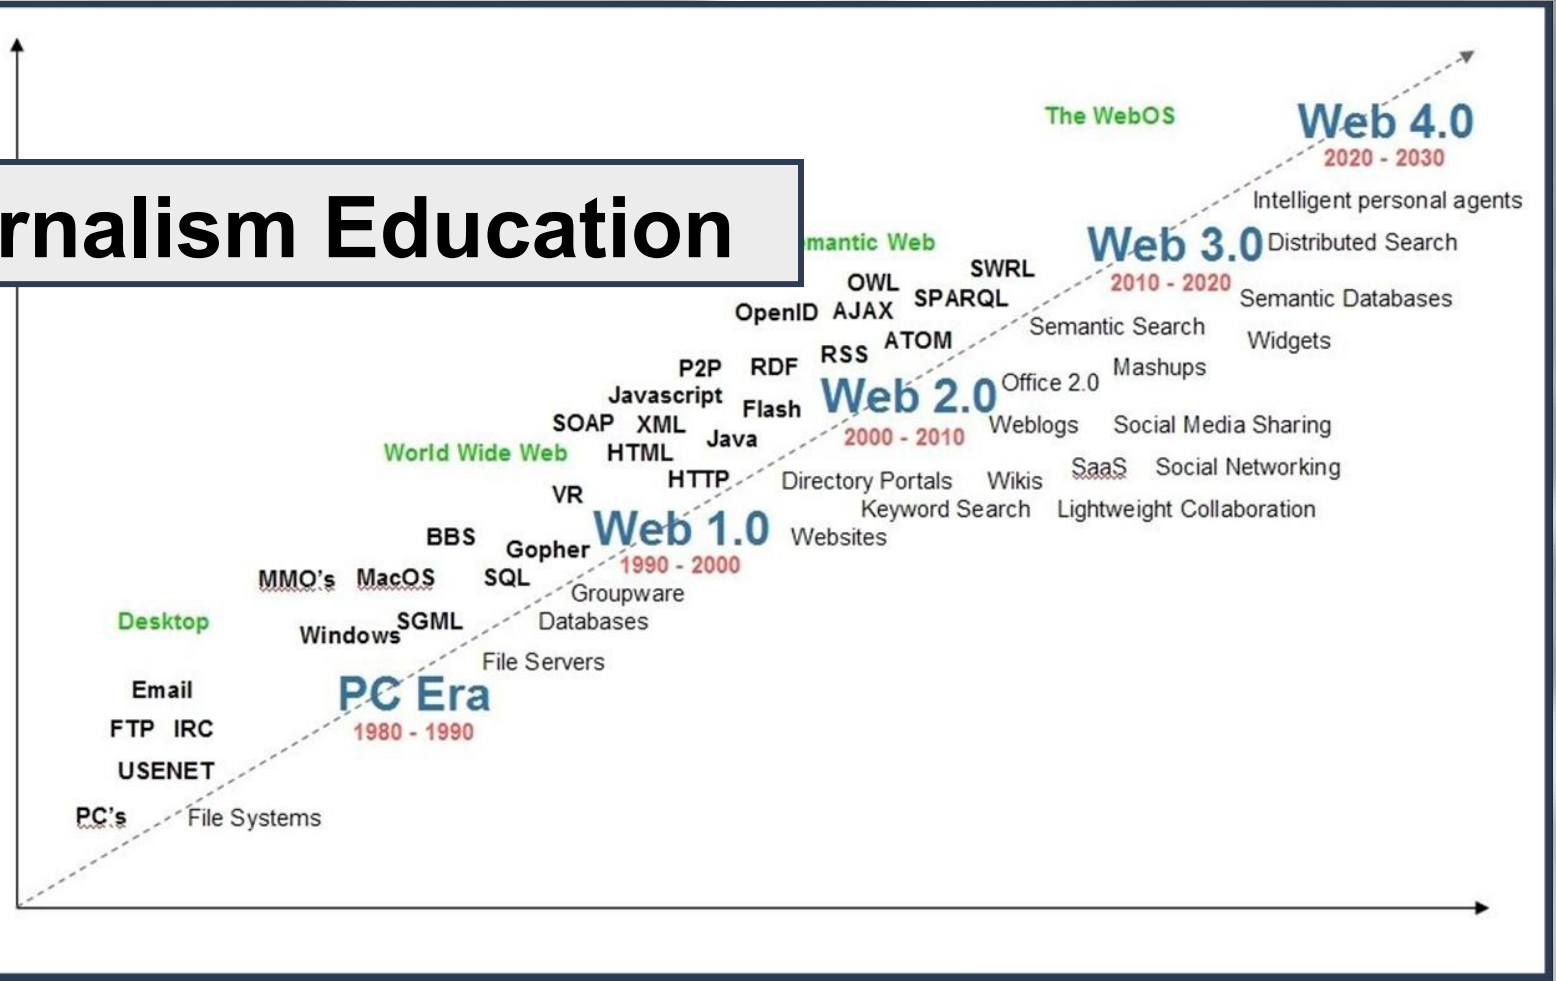 The WebOS
Web 4.0
2020 - 2030
Intelligent personal agents
rnalism Education
mantic Web
Web 3.0
Distributed Search
2010 - 2020
SWRL
OWL
SPARQL
Semantic Databases
OpenID AJAX
Semantic Search
Widgets
ATOM
RSS
P2P RDF
Mashups
Office 2.0
Javascript
Web 2.0
Flash
2000 - 2010
SOAP XML
Weblogs Social Media Sharing
Java
World Wide Web
HTML
SaaS Social Networking
HTTP
Directory Portals Wikis
VR
Keyword Search Lightweight Collaboration
Web 1.0
1990 - 2000
Websites
BBS
Gopher
MMO's MacOS SQL
Groupware
Desktop
SGML
Databases
Windows
File Servers
PC Era
1980 - 1990
Email
FTP IRC
USENET
PC's File Systems